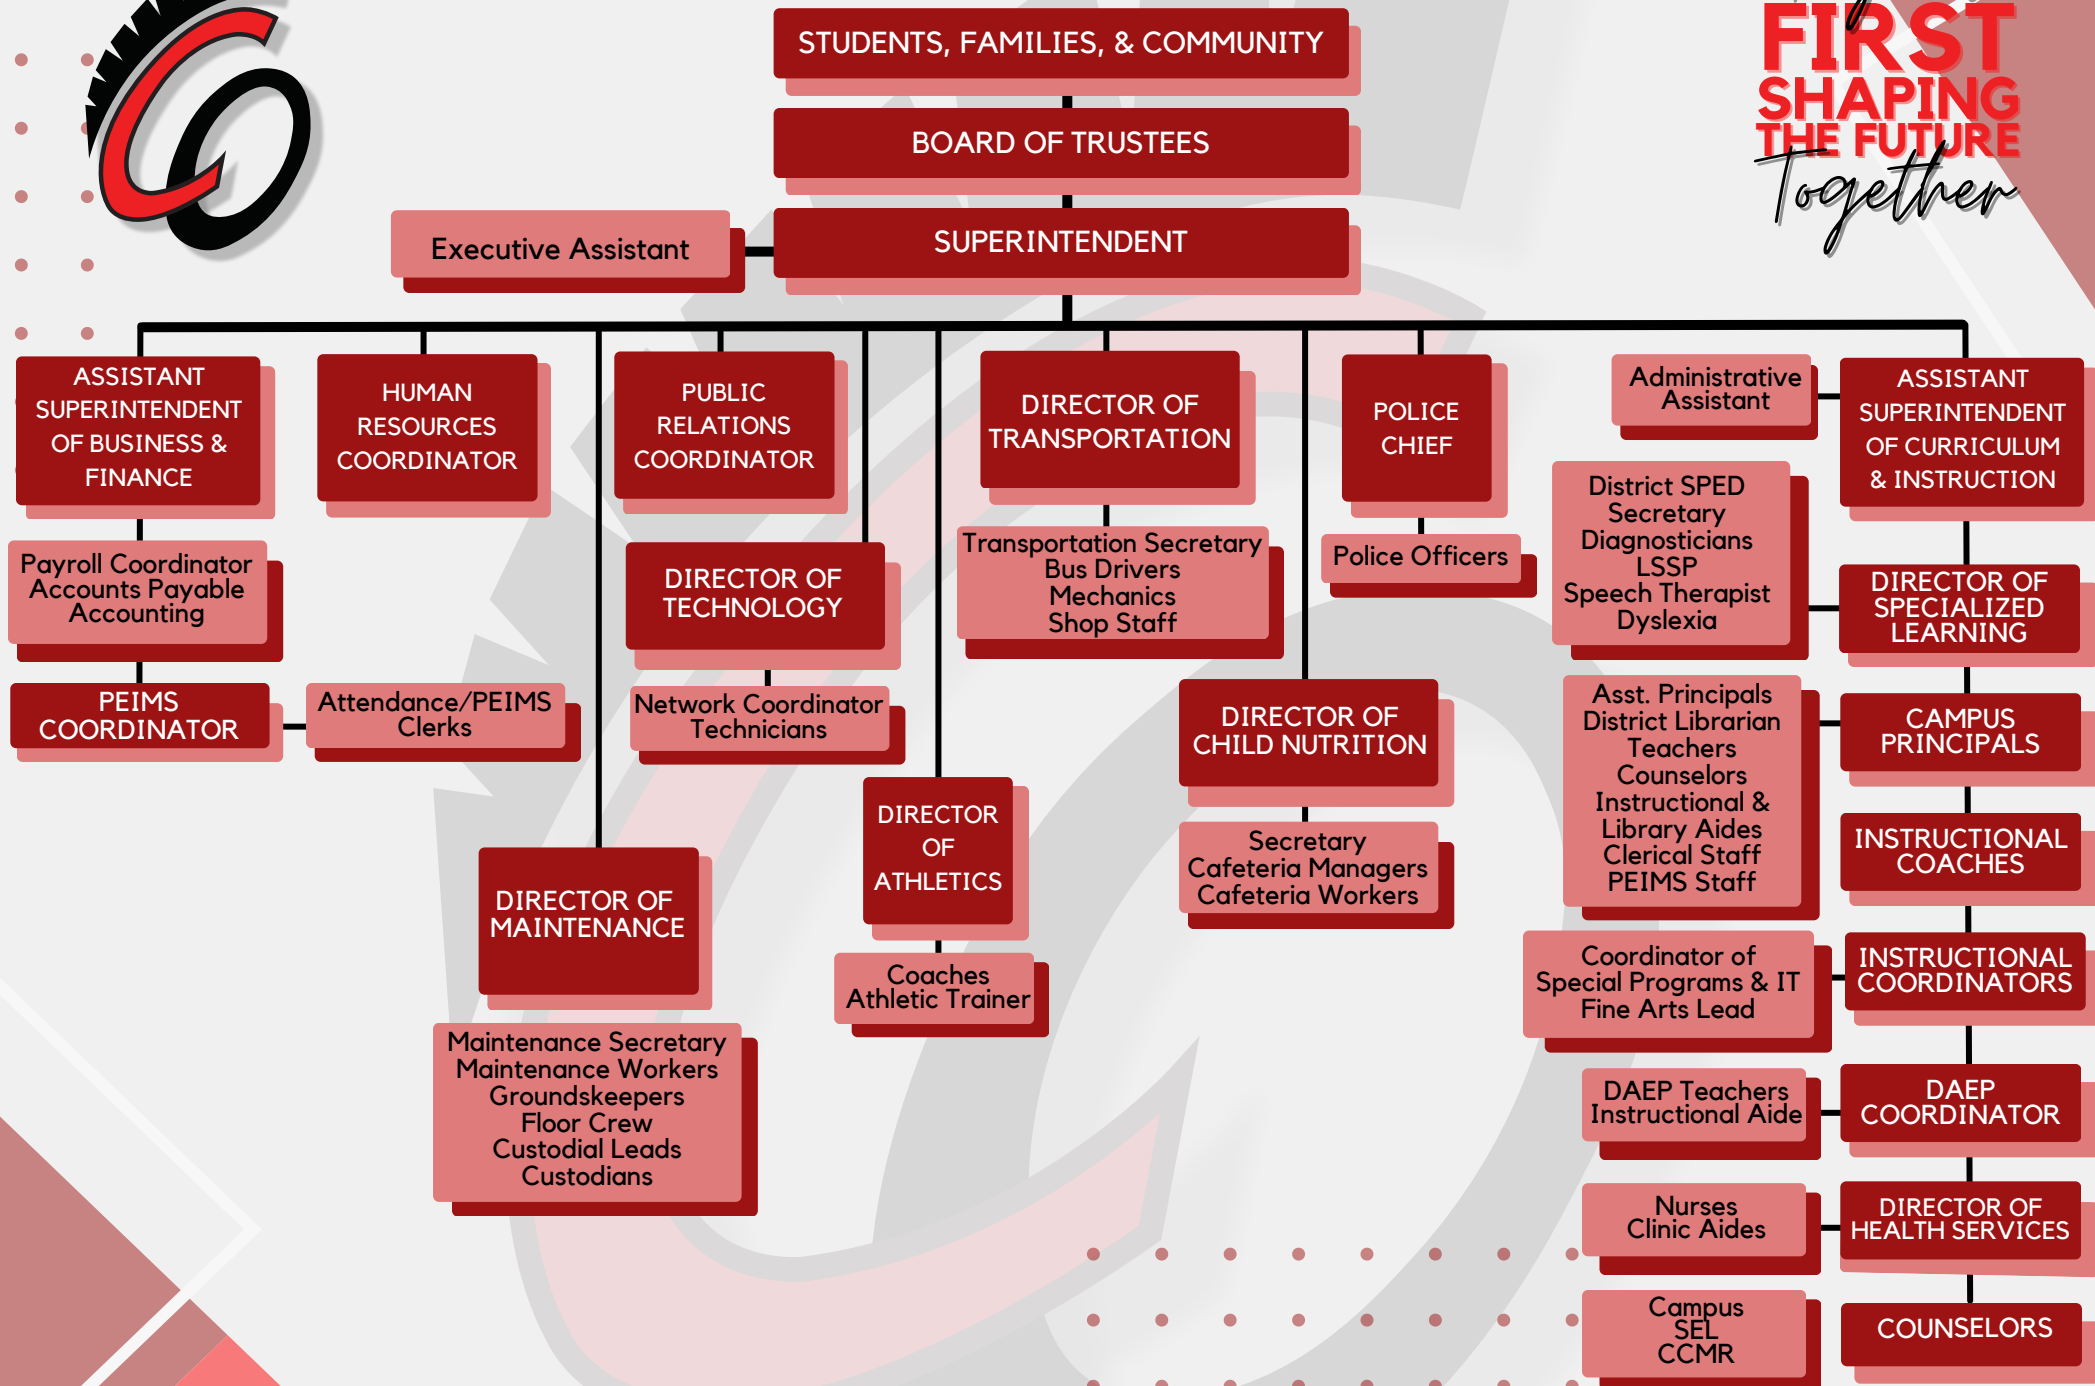 FIRST
SHAPING
THE FUTURE
Together
STUDENTS, FAMILIES, & COMMUNITY
BOARD OF TRUSTEES
Executive Assistant
SUPERINTENDENT
ASSISTANT
SUPERINTENDENT
OF BUSINESS &
FINANCE
Payroll Coordinator
Accounts Payable
Accounting
PEIMS
COORDINATOR
Attendance/PEIMS
Clerks
HUMAN
RESOURCES
COORDINATOR
DIRECTOR OF
MAINTENANCE
Maintenance Secretary
Maintenance Workers
Groundskeepers
Floor Crew
Custodial Leads
Custodians
PUBLIC
RELATIONS
COORDINATOR
DIRECTOR OF
TECHNOLOGY
Network Coordinator
Technicians
DIRECTOR
OF
ATHLETICS
Coaches
Athletic Trainer
DIRECTOR OF
TRANSPORTATION
Transportation Secretary
Bus Drivers
Mechanics
Shop Staff
DIRECTOR OF
CHILD NUTRITION
Secretary
Cafeteria Managers
Cafeteria Workers
POLICE
CHIEF
Police Officers
ASSISTANT
SUPERINTENDENT
OF CURRICULUM
& INSTRUCTION
Administrative
Assistant
DIRECTOR OF
SPECIALIZED
LEARNING
District SPED
Secretary
Diagnosticians
LSSP
Speech Therapist
Dyslexia
CAMPUS
PRINCIPALS
Asst. Principals
District Librarian
Teachers
Counselors
Instructional &
Library Aides
Clerical Staff
PEIMS Staff
INSTRUCTIONAL
COACHES
INSTRUCTIONAL
COORDINATORS
Coordinator of
Special Programs & IT
Fine Arts Lead
DAEP
COORDINATOR
DAEP Teachers
Instructional Aide
DIRECTOR OF
HEALTH SERVICES
Nurses
Clinic Aides
COUNSELORS
Campus
SEL
CCMR